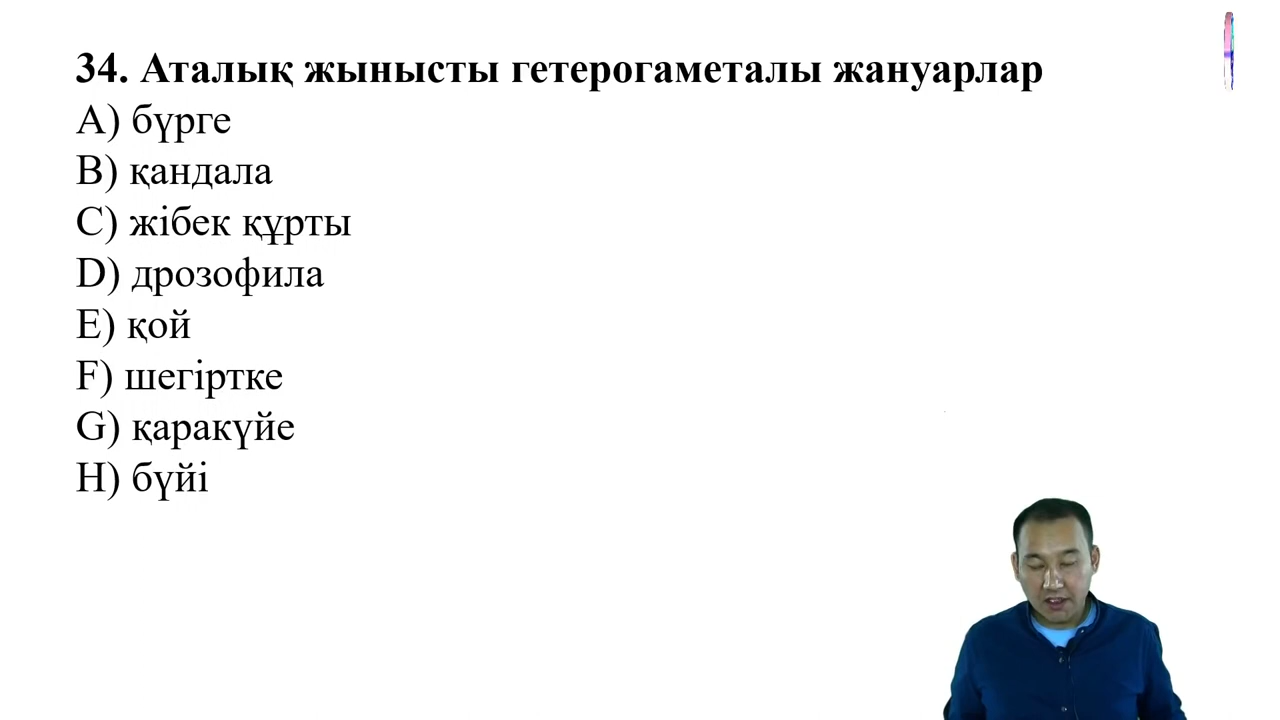 34. Аталық жынысты гетерогаметалы жануарлар
A) бүрге
B) қандала
C) жібек құрты
D) дрозофила
E) қой
F) шегіртке
G) қаракүйе
H) бүйі